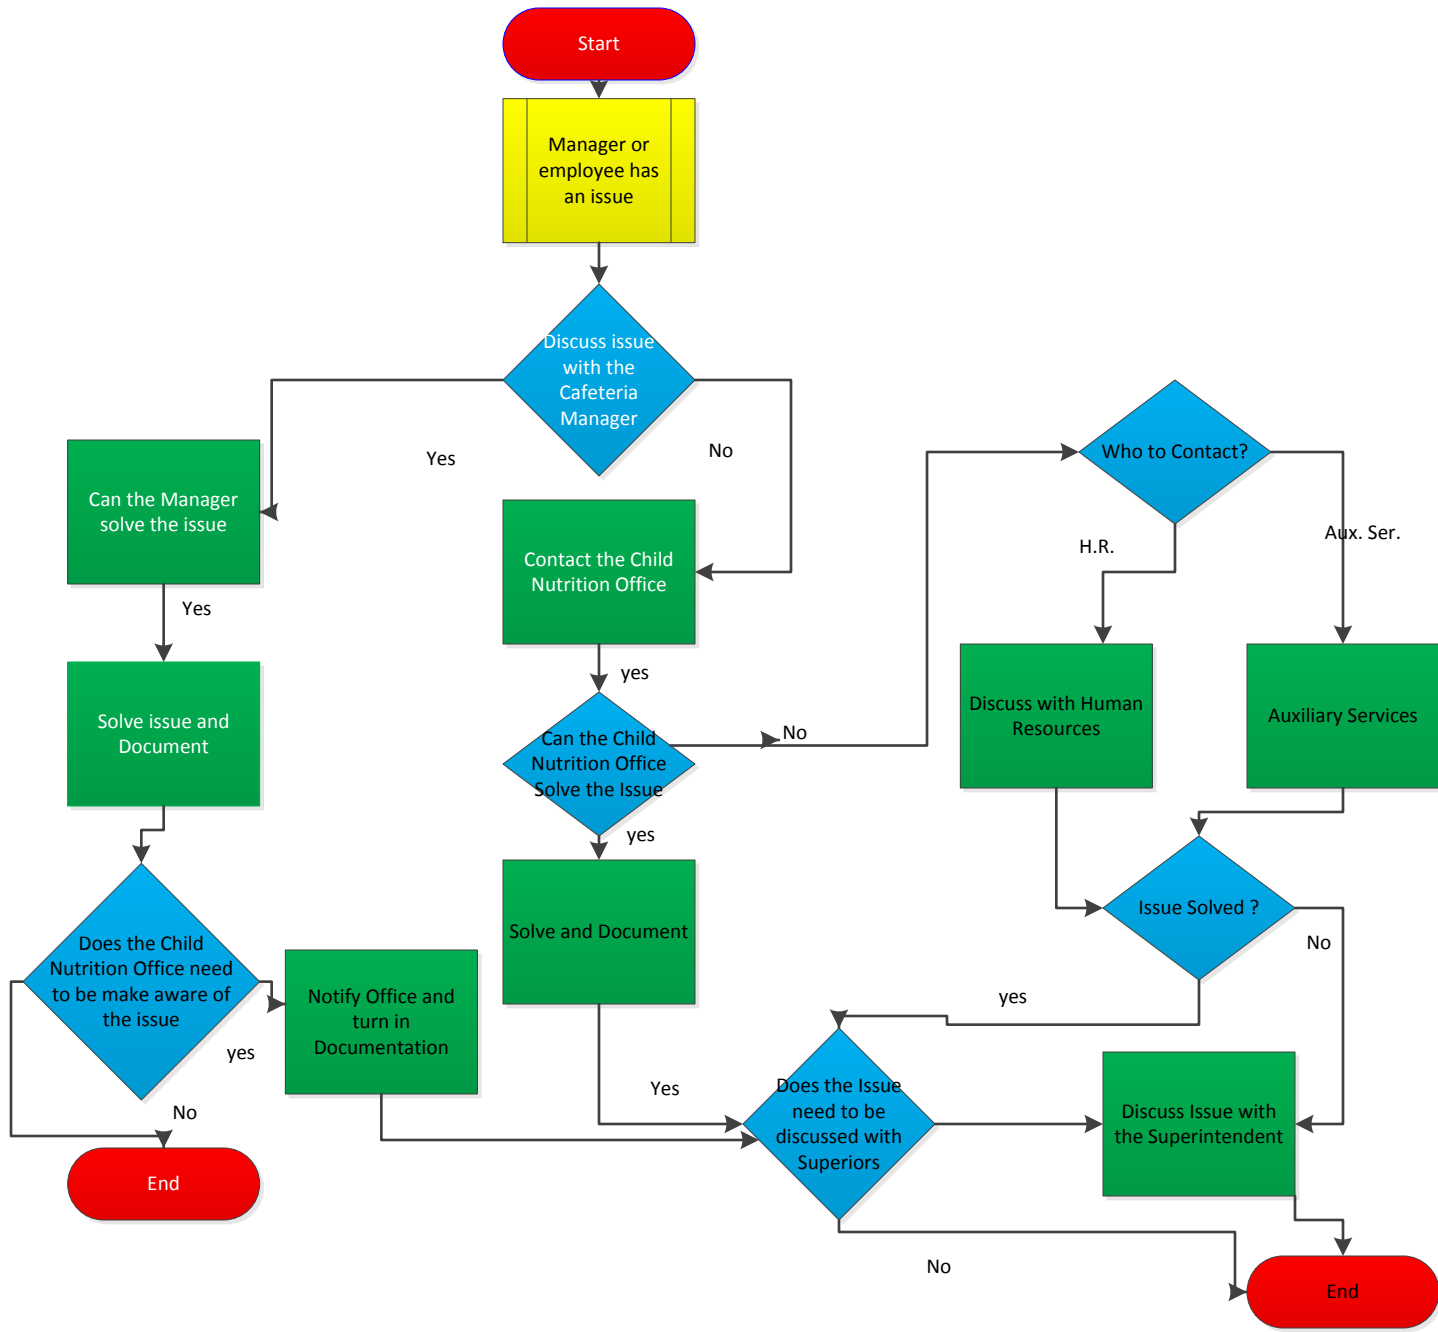 Start
Manager or
employee has
an issue
Discuss issue
with the
Cafeteria
Manager
Yes
No
Who to Contact?
H.R.
Aux. Ser.
Can the Manager
solve the issue
Yes
Contact the Child
Nutrition Office
yes
Solve issue and
Document
Can the Child
Nutrition Office
Solve the Issue
No
yes
Discuss with Human
Resources
Auxiliary Services
Issue Solved ?
No
yes
Solve and Document
Yes
Does the Child
Nutrition Office need
to be make aware of
the issue
yes
No
Notify Office and
turn in
Documentation
Does the Issue
need to be
discussed with
Superiors
No
Discuss Issue with
the Superintendent
End
End